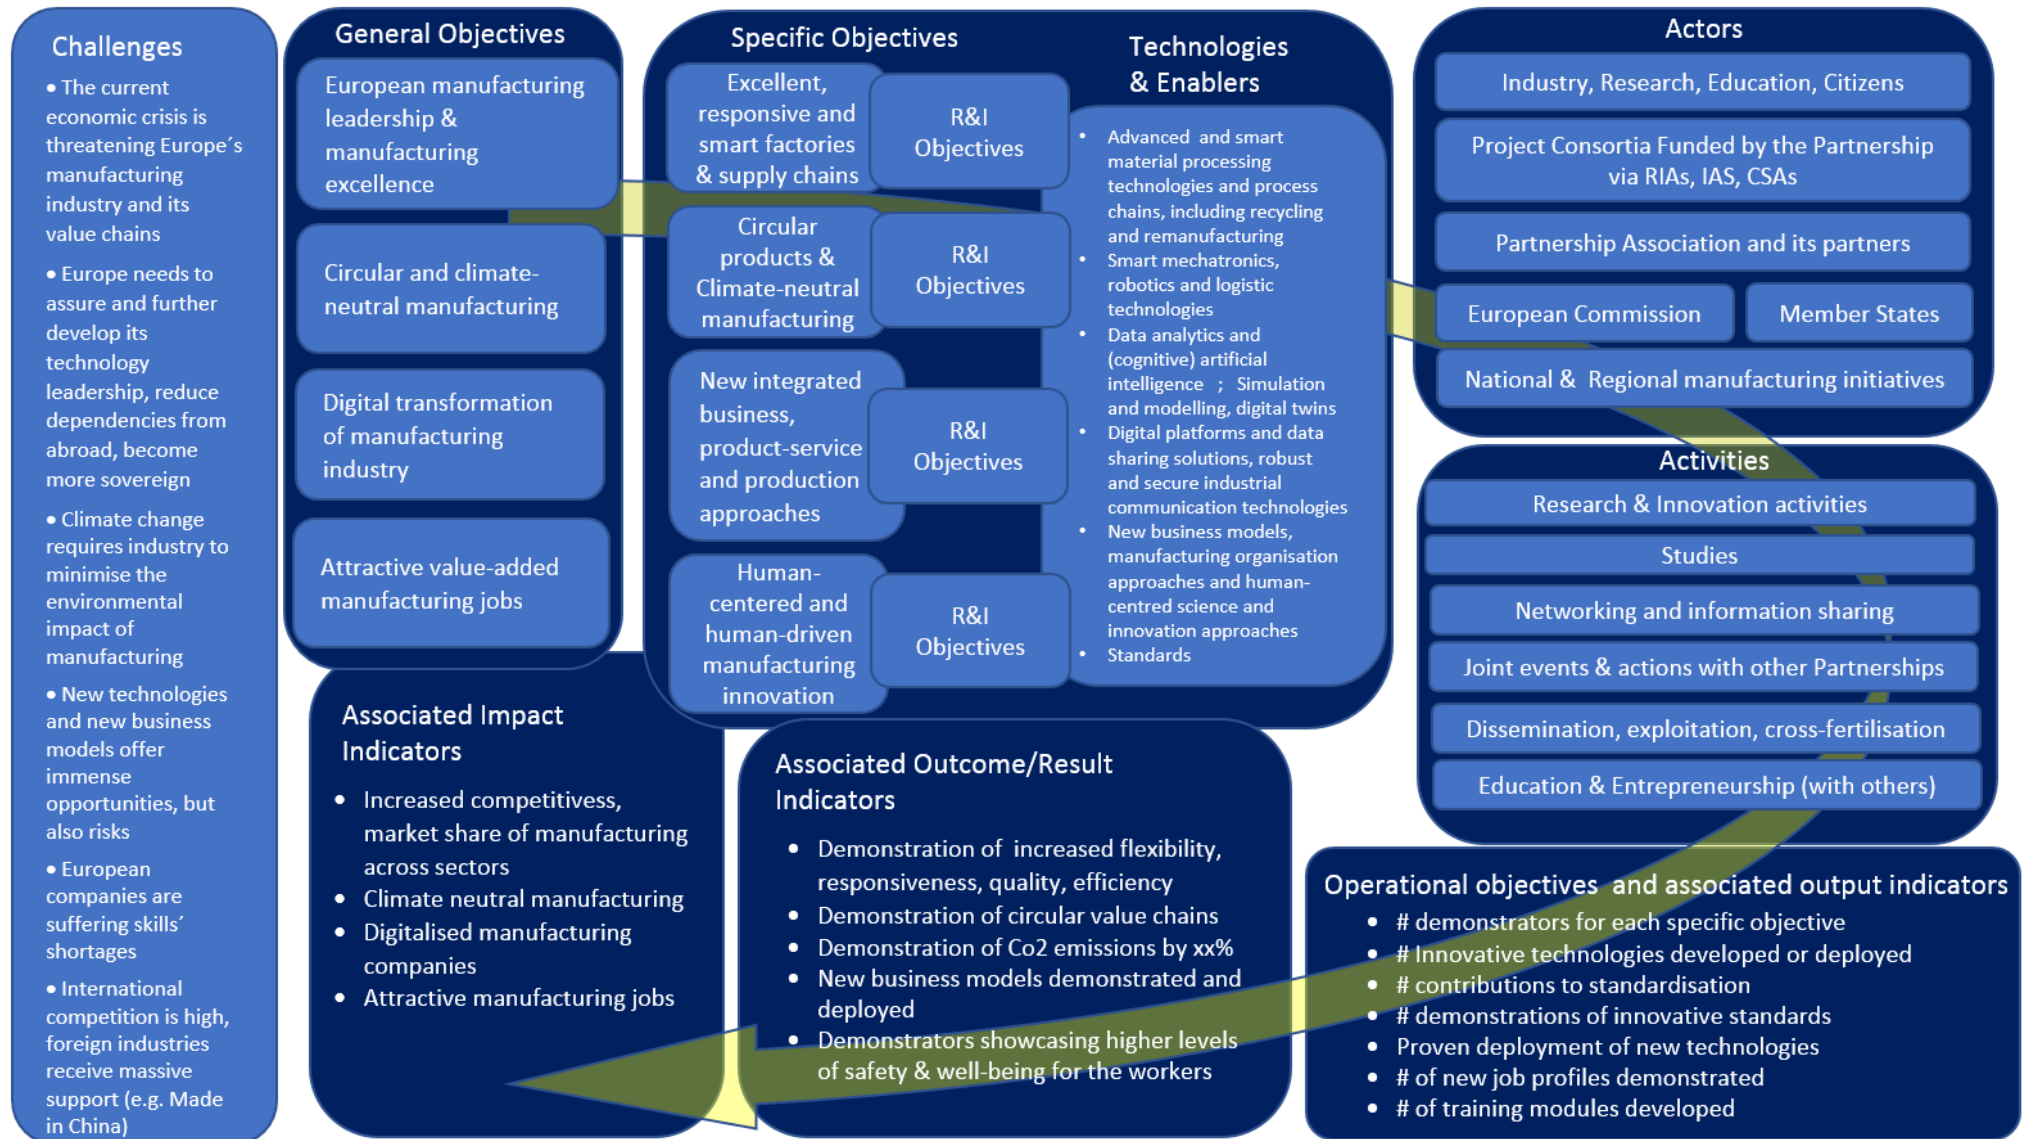 Challenges
• The current
economic crisis is
threatening Europe´s
manufacturing
industry and its
value chains
• Europe needs to
assure and further
develop its
technology
leadership, reduce
dependencies from
abroad, become
more sovereign
• Climate change
requires industry to
minimise the
environmental
impact of
manufacturing
• New technologies
and new business
models offer
immense
opportunities, but
also risks
• European
companies are
suffering skills´
shortages
• International
competition is high,
foreign industries
receive massive
support (e.g. Made
in China)
General Objectives
European manufacturing
leadership &
manufacturing
excellence
Circular and climate-
neutral manufacturing
Digital transformation
of manufacturing
industry
Attractive value-added
manufacturing jobs
Specific Objectives
Excellent,
responsive and
smart factories
& supply chains
R&I
Objectives
Circular
products &
Climate-neutral
manufacturing
R&I
Objectives
New integrated
business,
product-service
and production
approaches
R&I
Objectives
Human-
centered and
human-driven
manufacturing
innovation
R&I
Objectives
Technologies
& Enablers
• Advanced and smart
material processing
technologies and process
chains, including recycling
and remanufacturing
• Smart mechatronics,
robotics and logistic
technologies
• Data analytics and
(cognitive) artificial
intelligence ; Simulation
and modelling, digital twins
• Digital platforms and data
sharing solutions, robust
and secure industrial
communication technologies
• New business models,
manufacturing organisation
approaches and human-
centred science and
innovation approaches
• Standards
Actors
Industry, Research, Education, Citizens
Project Consortia Funded by the Partnership
via RIAs, IAS, CSAs
Partnership Association and its partners
European Commission
Member States
National & Regional manufacturing initiatives
Activities
Research & Innovation activities
Studies
Networking and information sharing
Joint events & actions with other Partnerships
Dissemination, exploitation, cross-fertilisation
Education & Entrepreneurship (with others)
Associated Impact
Indicators
• Increased competitivess,
market share of manufacturing
across sectors
• Climate neutral manufacturing
• Digitalised manufacturing
companies
• Attractive manufacturing jobs
Associated Outcome/Result
Indicators
• Demonstration of increased flexibility,
responsiveness, quality, efficiency
• Demonstration of circular value chains
• Demonstration of Co2 emissions by xx%
• New business models demonstrated and
deployed
• Demonstrators showcasing higher levels
of safety & well-being for the workers
Operational objectives and associated output indicators
• # demonstrators for each specific objective
• # Innovative technologies developed or deployed
• # contributions to standardisation
• # demonstrations of innovative standards
• Proven deployment of new technologies
• # of new job profiles demonstrated
• # of training modules developed